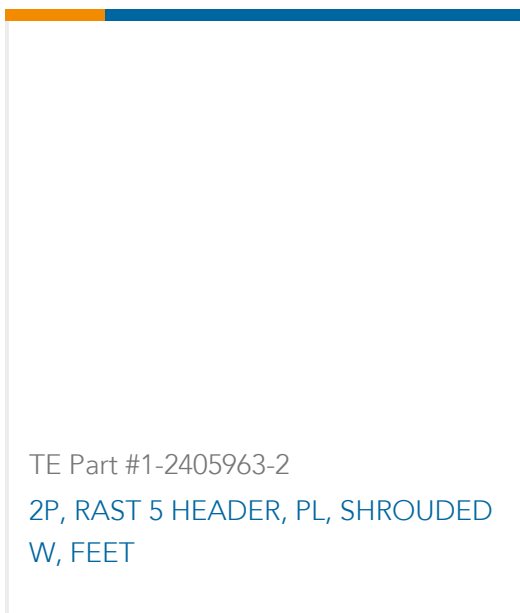 TE Part #1-2405963-2
2P, RAST 5 HEADER, PL, SHROUDED
W, FEET